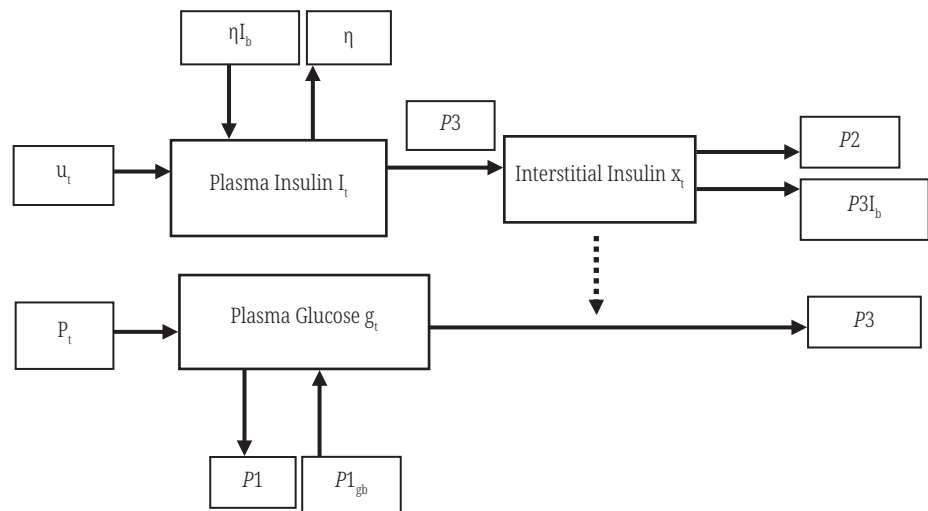 ηI_b
η
P3
u_t
Plasma Insulin I_t
Interstitial Insulin x_t
P2
P3I_b
P_t
Plasma Glucose g_t
P3
P1
P1_gb